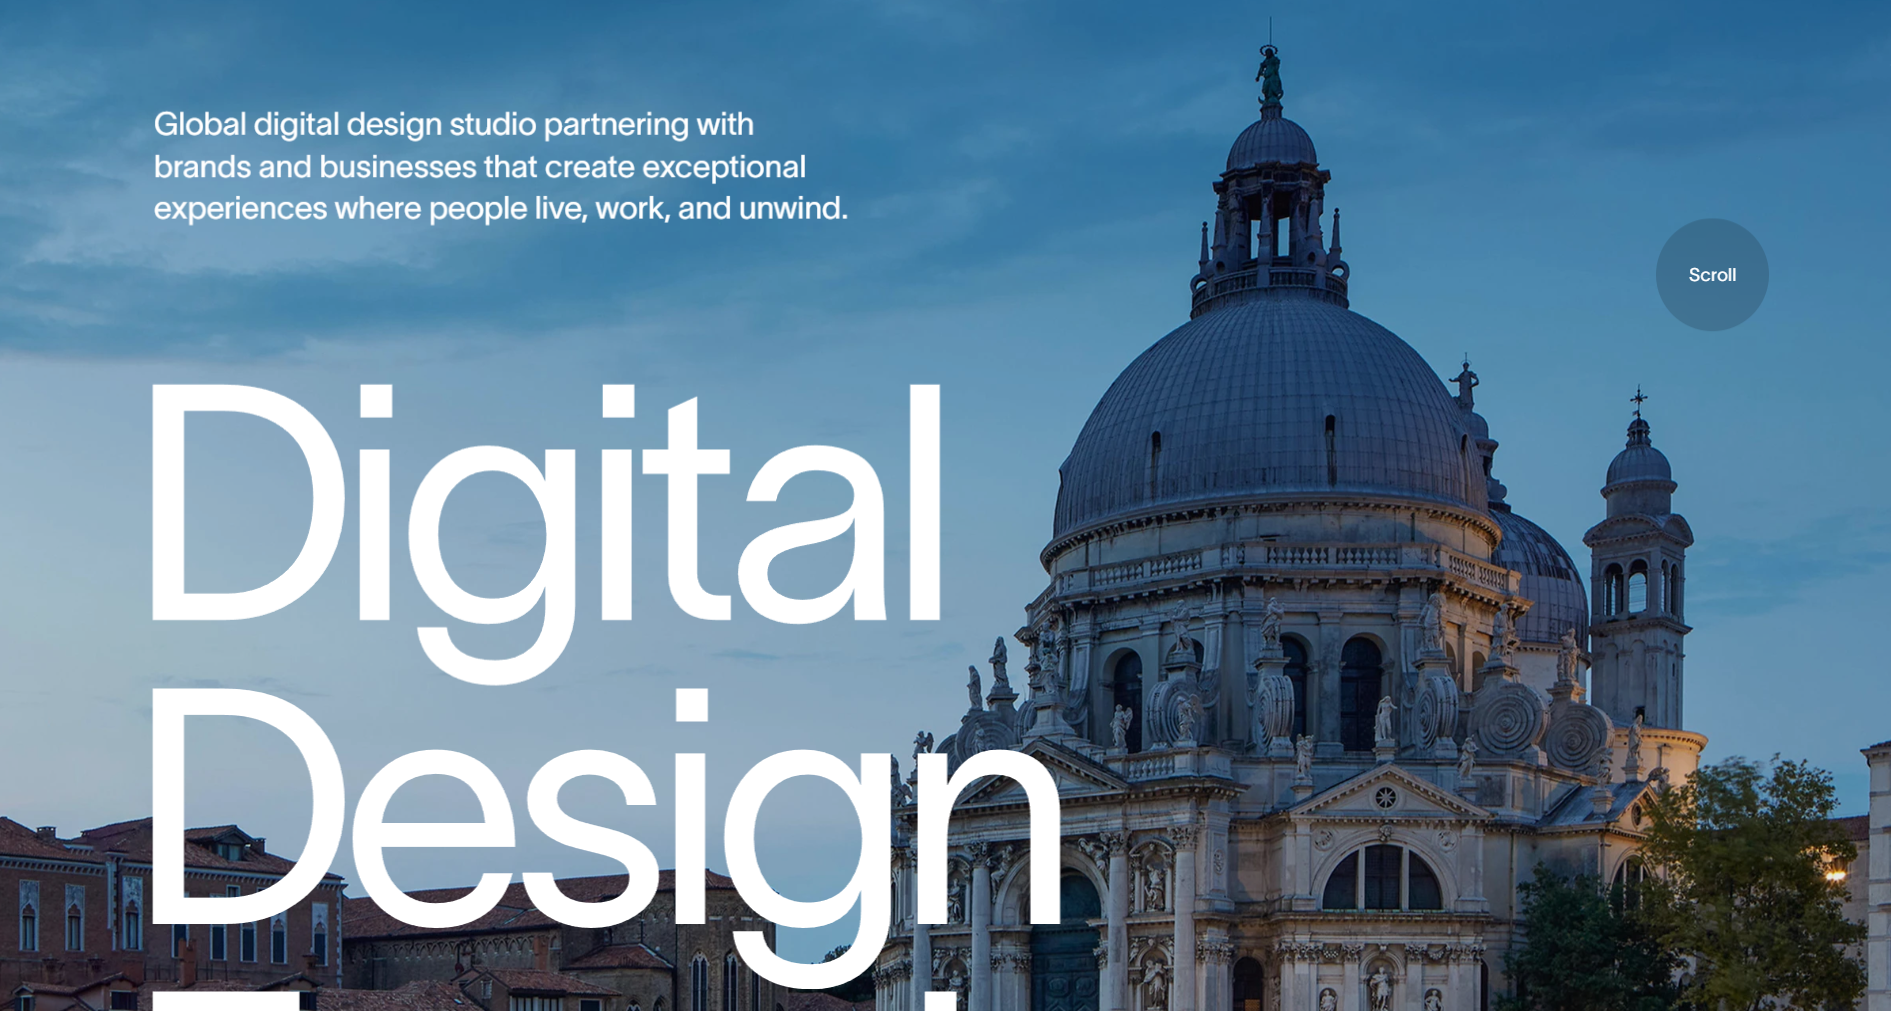 Global digital design studio partnering with
brands and businesses that create exceptional
experiences where people live, work, and unwind.
Scroll
Digital
Design